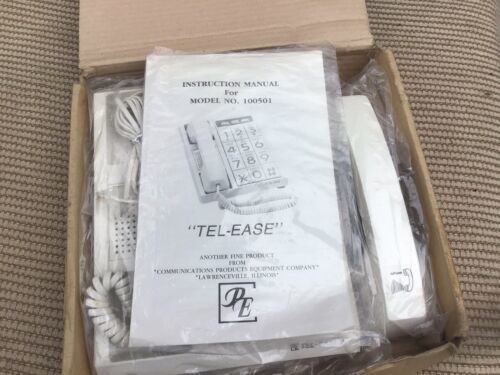 INSTRUCTION MANUAL
For
MODEL NO. 100501
1 2 3
4 5 6
7 8 9
* 0 #
"TEL-EASE"
ANOTHER FINE PRODUCT
FROM
"COMMUNICATIONS PRODUCTS EQUIPMENT COMPANY"
"LAWRENCEVILLE, ILLINOIS"
CPE